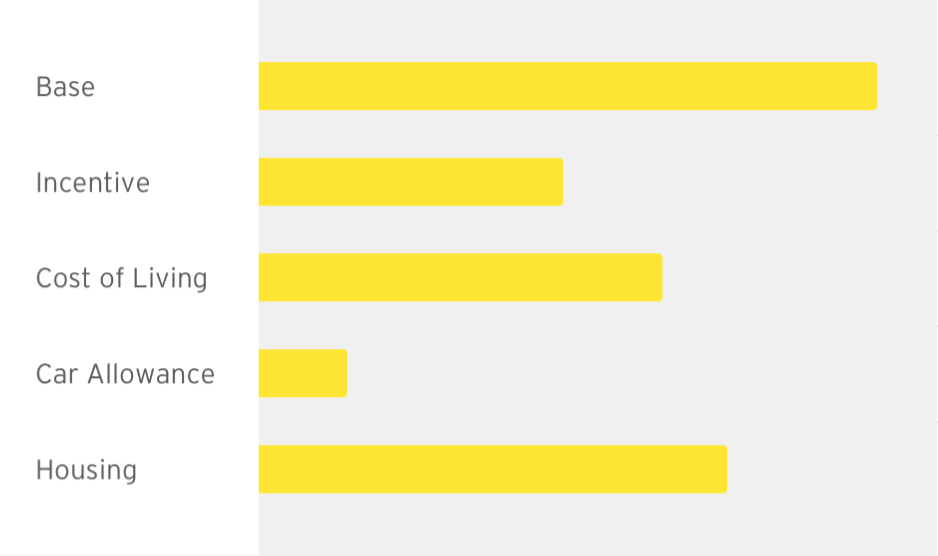 Base
Incentive
Cost of Living
Car Allowance
Housing